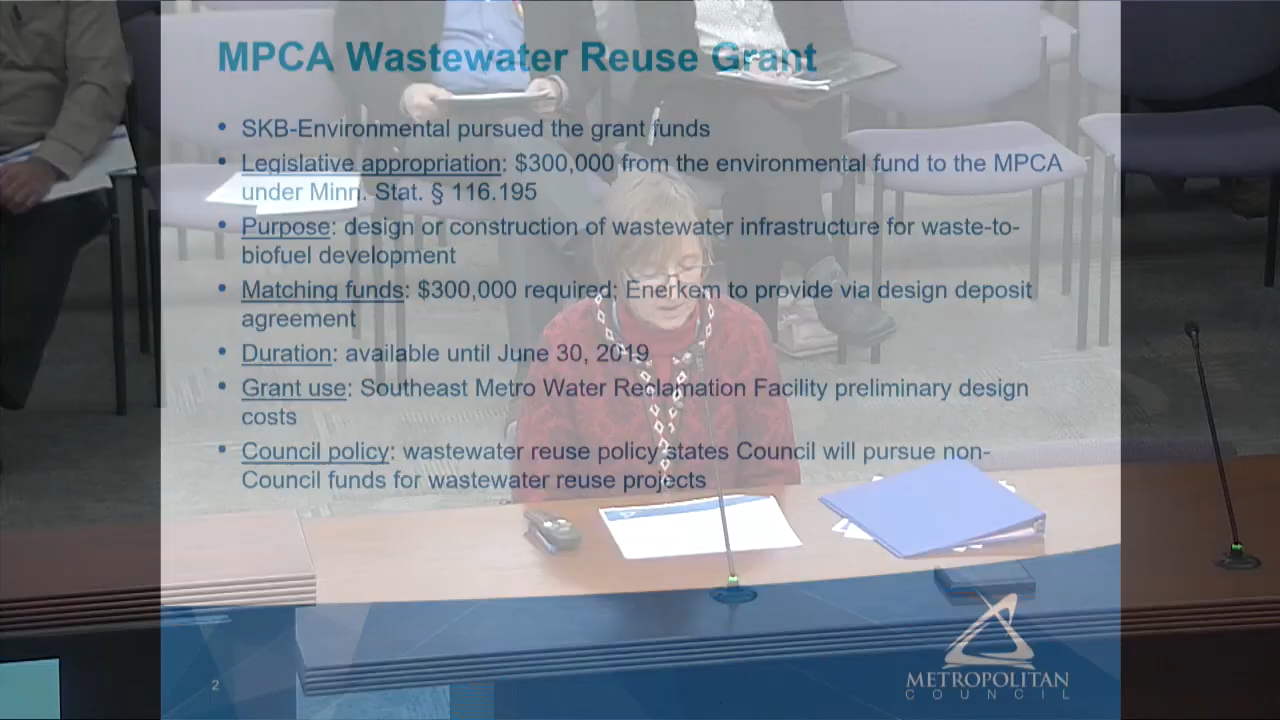 MPCA Wastewater Reuse Grant
• SKB-Environmental pursued the grant funds
• Legislative appropriation: $300,000 from the environmental fund to the MPCA
under Minn. Stat. § 116.195
• Purpose: design or construction of wastewater infrastructure for waste-to-
biofuel development
• Matching funds: $300,000 required; Enerkem to provide via design deposit
agreement
• Duration: available until June 30, 2019
• Grant use: Southeast Metro Water Reclamation Facility preliminary design
costs
• Council policy: wastewater reuse policy states Council will pursue non-
Council funds for wastewater reuse projects
2
METROPOLITAN
COUNCIL